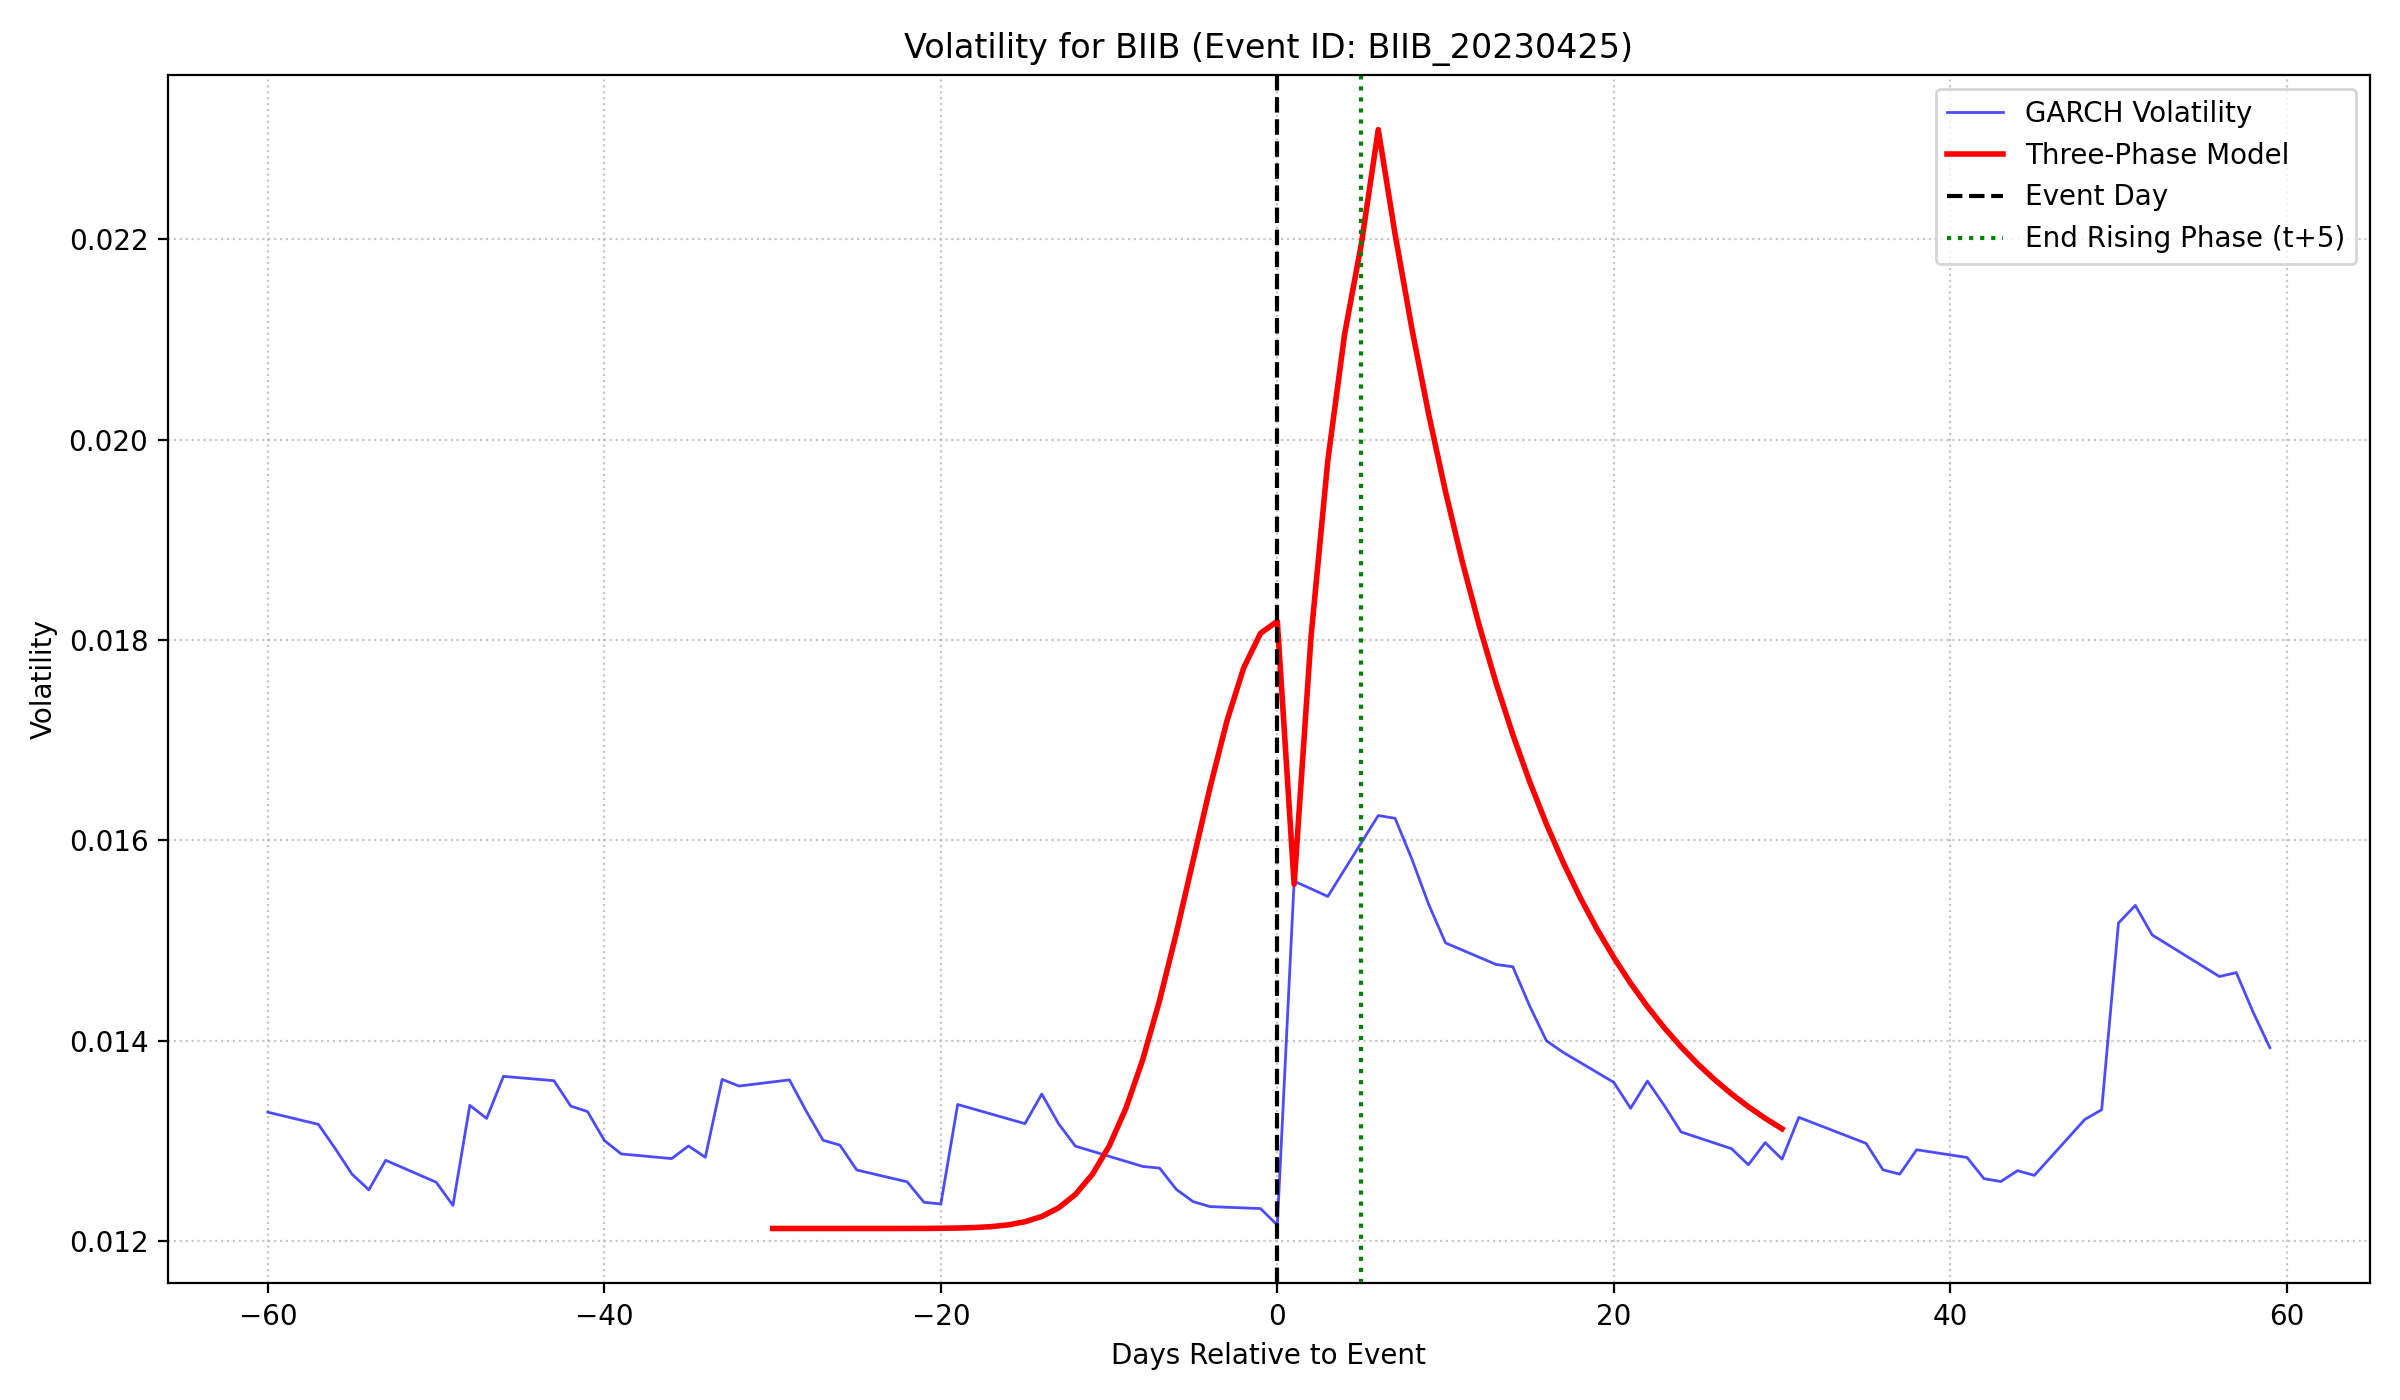 Volatility for BIIB (Event ID: BIIB_20230425)
GARCH Volatility
Three-Phase Model
Event Day
End Rising Phase (t+5)
Volatility
0.022
0.020
0.018
0.016
0.014
0.012
−60 −40 −20 0 20 40 60
Days Relative to Event